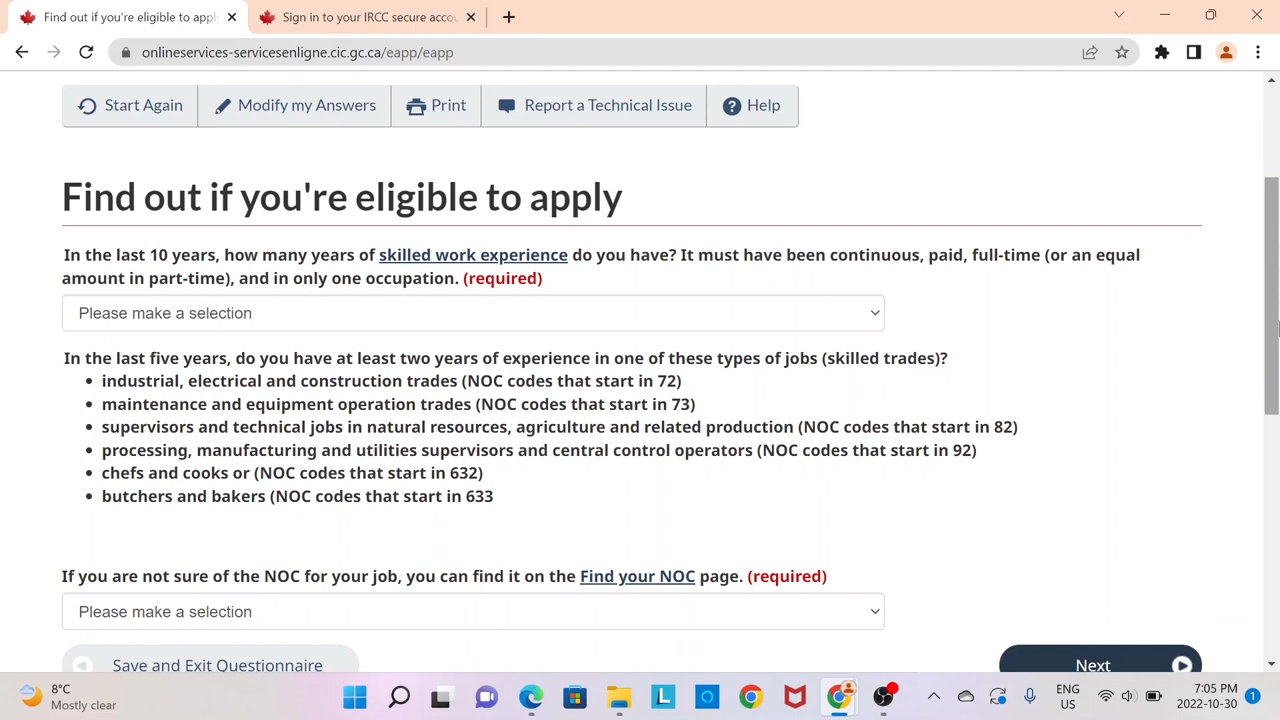 Find out if you're eligible to appl
Sign in to your IRCC secure accou
onlineservices-servicesenligne.cic.gc.ca/eapp/eapp
Start Again
Modify my Answers
Print
Report a Technical Issue
Help
Find out if you're eligible to apply
In the last 10 years, how many years of skilled work experience do you have? It must have been continuous, paid, full-time (or an equal
amount in part-time), and in only one occupation. (required)
Please make a selection
In the last five years, do you have at least two years of experience in one of these types of jobs (skilled trades)?
• industrial, electrical and construction trades (NOC codes that start in 72)
• maintenance and equipment operation trades (NOC codes that start in 73)
• supervisors and technical jobs in natural resources, agriculture and related production (NOC codes that start in 82)
• processing, manufacturing and utilities supervisors and central control operators (NOC codes that start in 92)
• chefs and cooks or (NOC codes that start in 632)
• butchers and bakers (NOC codes that start in 633
If you are not sure of the NOC for your job, you can find it on the Find your NOC page. (required)
Please make a selection
Save and Exit Questionnaire
Next
8°C
Mostly clear
L
ENG
US
7:05 PM
2022-10-30
1